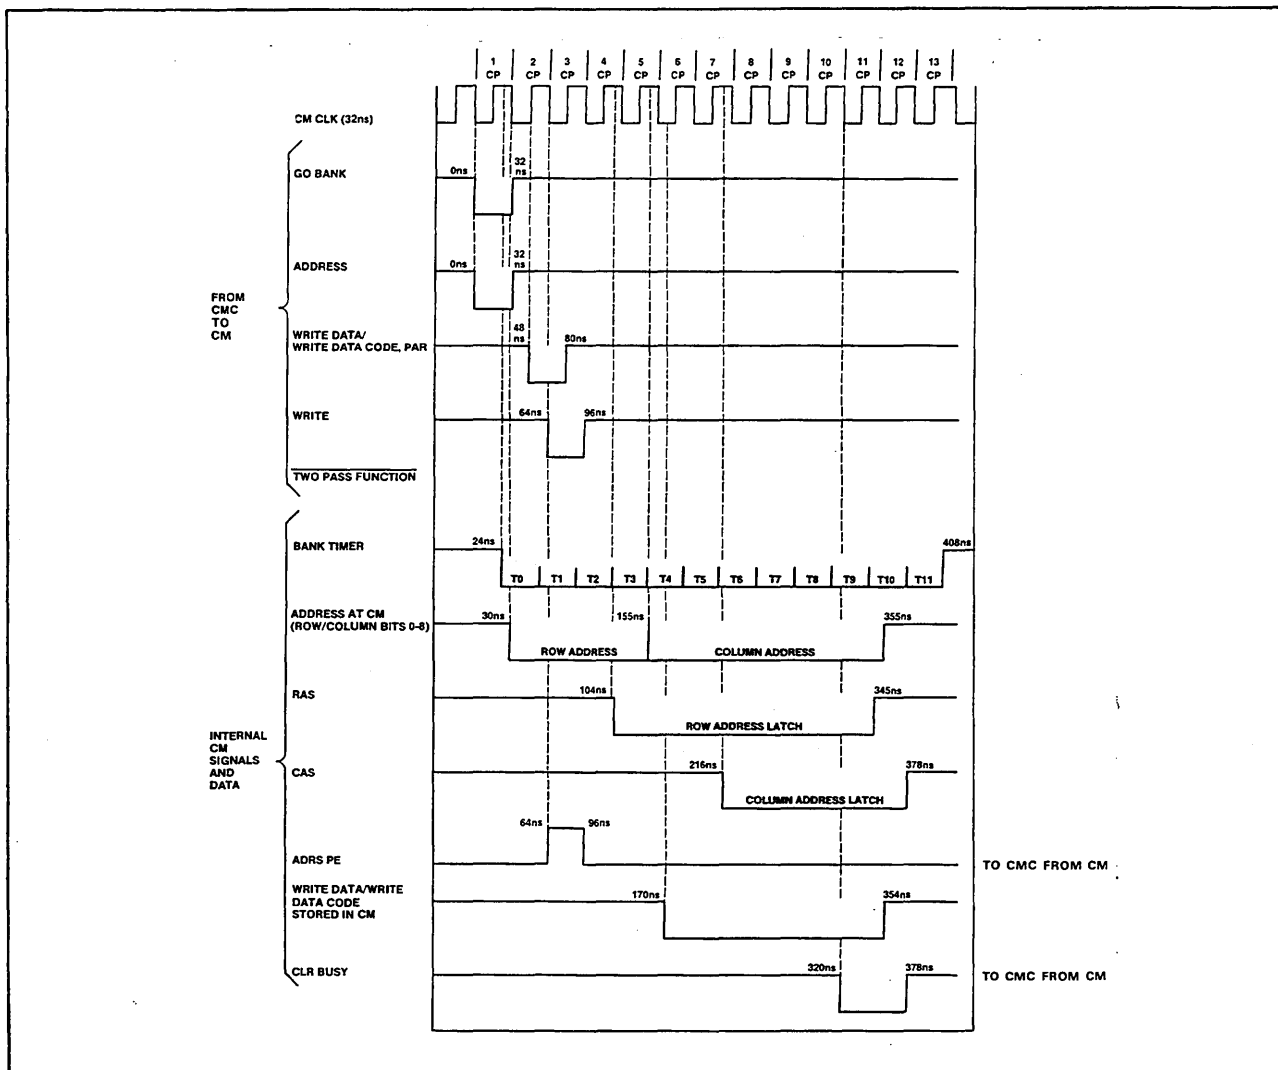 1 2 3 4 5 6 7 8 9 10 11 12 13
CP CP CP CP CP CP CP CP CP CP CP CP CP
CM CLK (32ns)
GO BANK
0ns
32
ns
ADDRESS
0ns
32
ns
FROM
CMC
TO
CM
WRITE DATA/
WRITE DATA CODE, PAR
48
ns
80ns
WRITE
64ns
96ns
TWO PASS FUNCTION
BANK TIMER
24ns
408ns
T0 T1 T2 T3 T4 T5 T6 T7 T8 T9 T10 T11
ADDRESS AT CM
(ROW/COLUMN BITS 0-8)
30ns
155ns
355ns
ROW ADDRESS
COLUMN ADDRESS
RAS
104ns
345ns
ROW ADDRESS LATCH
INTERNAL
CM
SIGNALS
AND
DATA
CAS
216ns
378ns
COLUMN ADDRESS LATCH
ADRS PE
64ns
96ns
TO CMC FROM CM
WRITE DATA/WRITE
DATA CODE
STORED IN CM
170ns
354ns
CLR BUSY
320ns
378ns
TO CMC FROM CM